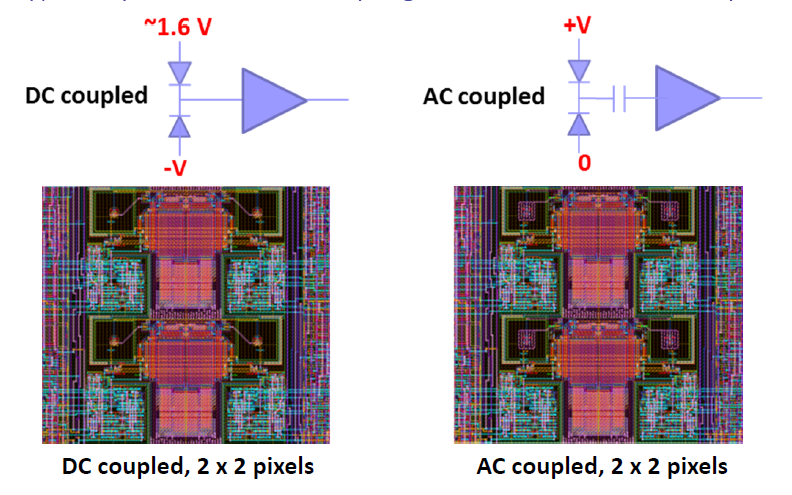 ~1.6 V
DC coupled
-V
+V
AC coupled
0
DC coupled, 2 x 2 pixels
AC coupled, 2 x 2 pixels